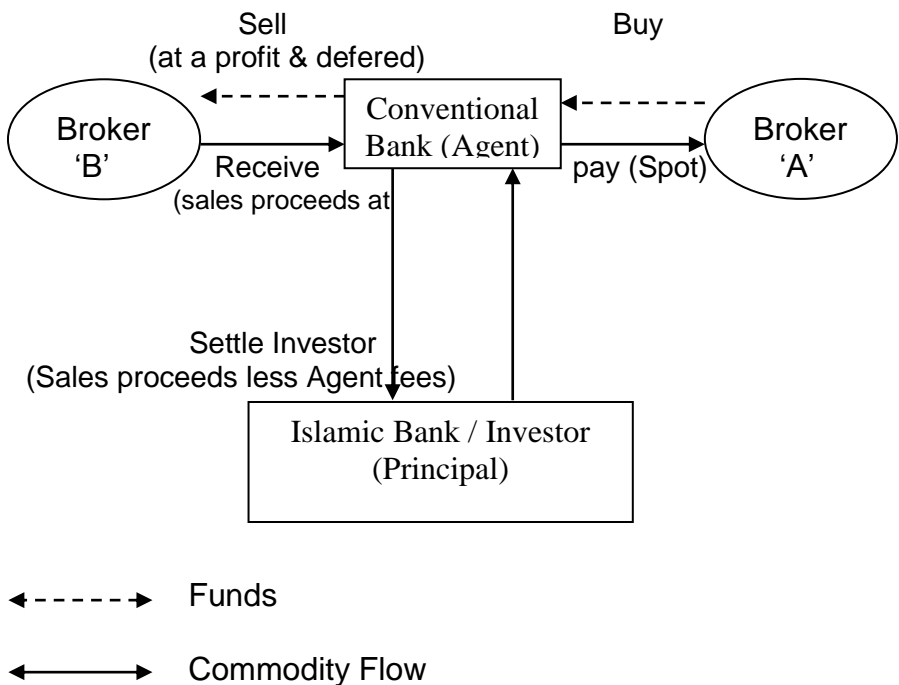 Sell
(at a profit & defered)
Buy
Broker
'B'
Conventional
Bank (Agent)
Broker
'A'
Receive
(sales proceeds at
pay (Spot)
Settle Investor
(Sales proceeds less Agent fees)
Islamic Bank / Investor
(Principal)
Funds
Commodity Flow